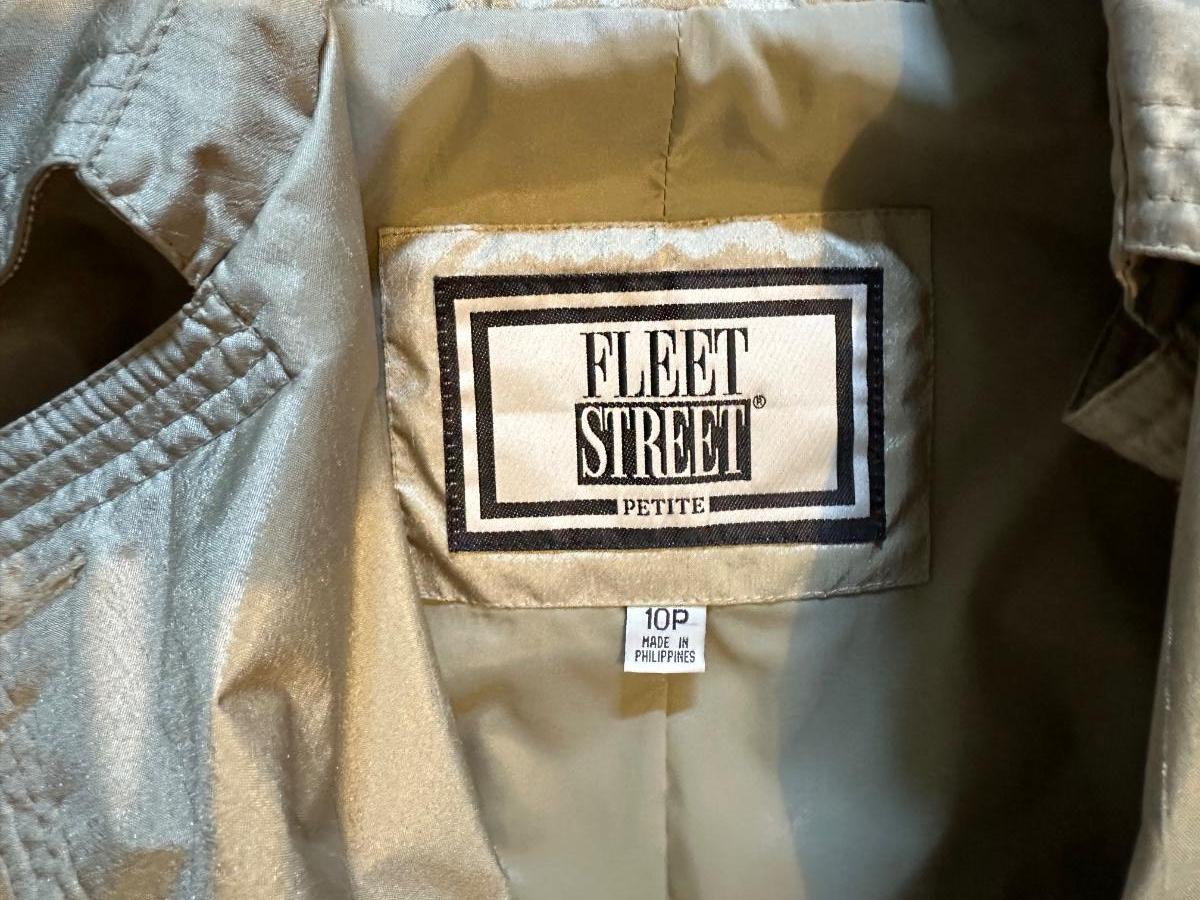 FLEET
STREET®
PETITE
10P
MADE IN
PHILIPPINES